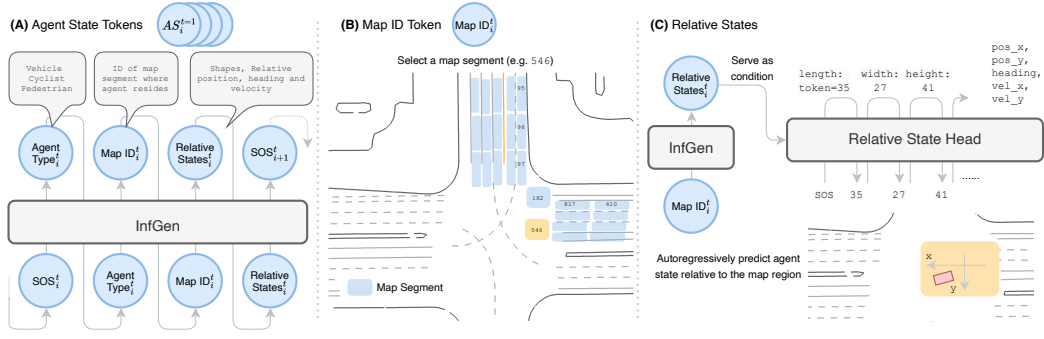 (A) Agent State Tokens
AS_i^{t=1}
Vehicle
Cyclist
Pedestrian
ID of map
segment where
agent resides
Shapes, Relative
position, heading and
velocity
Agent
Type_i^t
Map ID_i^t
Relative
States_i^t
SOS_{i+1}^t
InfGen
SOS_i^t
Agent
Type_i^t
Map ID_i^t
Relative
States_i^t
(B) Map ID Token
Map ID_i^t
Select a map segment (e.g. 546)
95
96
97
182
817
410
546
Map Segment
(C) Relative States
Relative
States_i^t
Serve as
condition
InfGen
Map ID_i^t
length:
token=35
width:
27
height:
41
pos_x,
pos_y,
heading,
vel_x,
vel_y
Relative State Head
SOS
35
27
41
......
Autoregressively predict agent
state relative to the map region
x
y